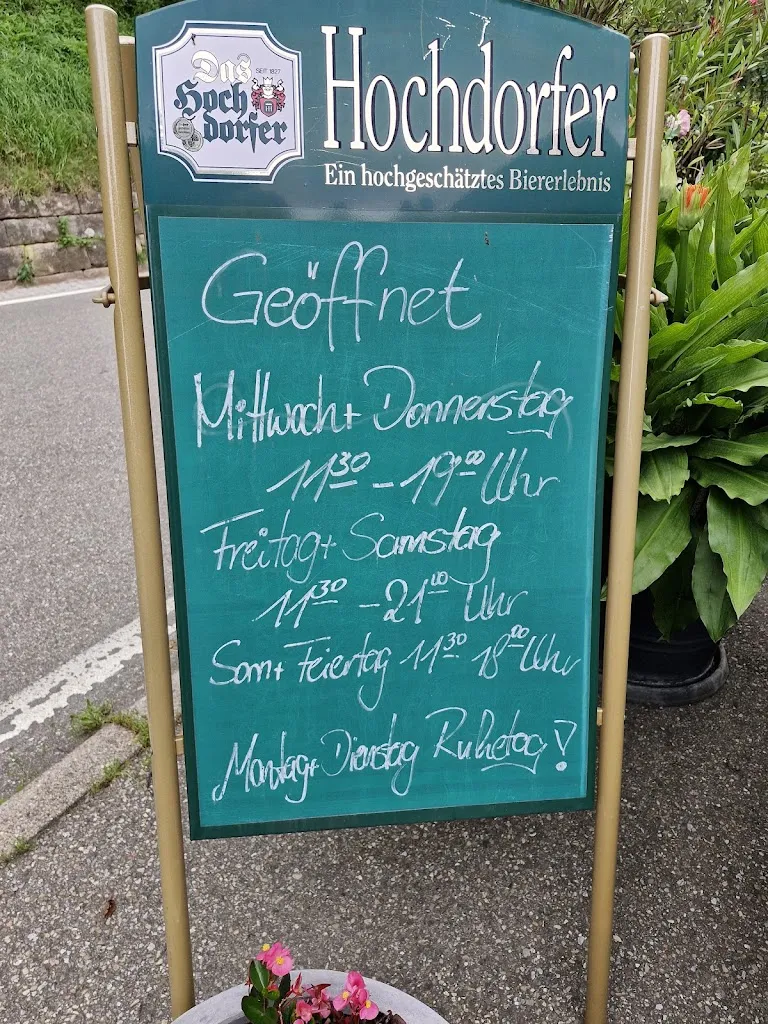 Das
SEIT 1827
Hoch
dorfer
Hochdorfer
Ein hochgeschätztes Biererlebnis
Geöffnet
Mittwoch + Donnerstag
11³⁰ - 19⁰⁰ Uhr
Freitag + Samstag
11³⁰ - 21⁰⁰ Uhr
Son + Feiertag 11³⁰ 18⁰⁰ Uhr
Montag + Dienstag Ruhetag!